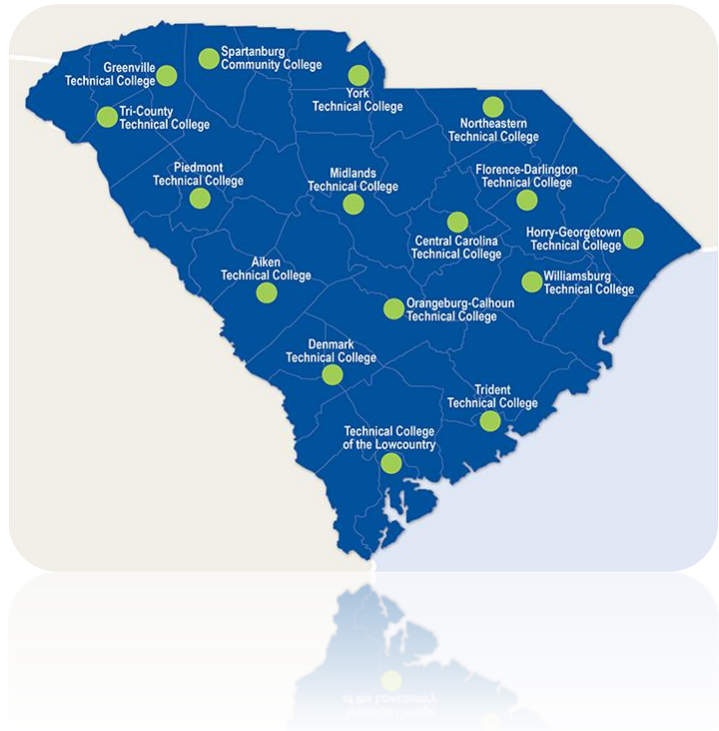 Spartanburg
Community College
Greenville
Technical College
York
Technical College
Tri-County
Technical College
Northeastern
Technical College
Piedmont
Technical College
Midlands
Technical College
Florence-Darlington
Technical College
Central Carolina
Technical College
Horry-Georgetown
Technical College
Aiken
Technical College
Williamsburg
Technical College
Orangeburg-Calhoun
Technical College
Denmark
Technical College
Trident
Technical College
Technical College
of the Lowcountry